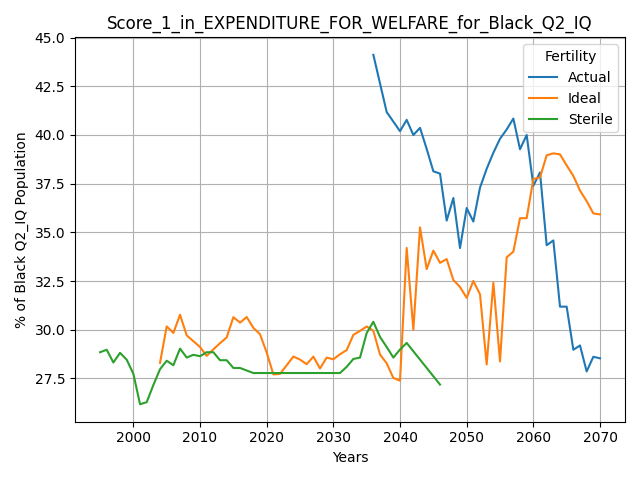 Score_1_in_EXPENDITURE_FOR_WELFARE_for_Black_Q2_IQ
Fertility
Actual
Ideal
Sterile
% of Black Q2_IQ Population
45.0
42.5
40.0
37.5
35.0
32.5
30.0
27.5
2000 2010 2020 2030 2040 2050 2060 2070
Years